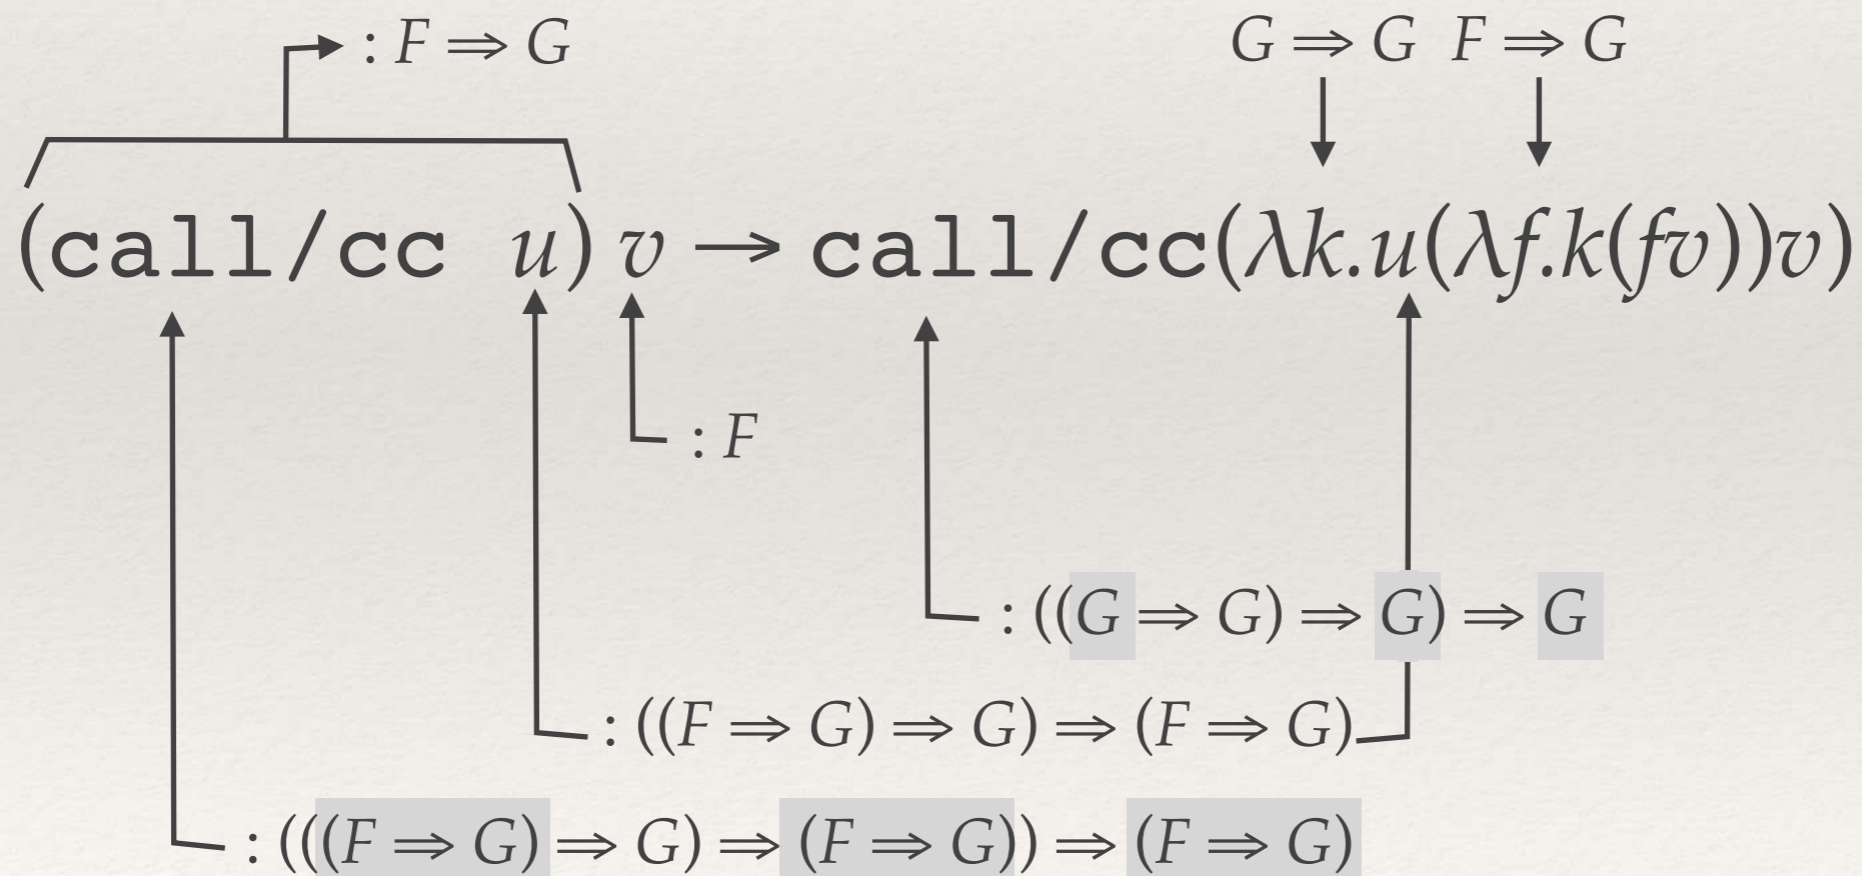 : F ⇒ G
G ⇒ G F ⇒ G
(call/cc u) v → call/cc(λk.u(λf.k(fv))v)
: F
: ((G ⇒ G) ⇒ G) ⇒ G
: ((F ⇒ G) ⇒ G) ⇒ (F ⇒ G)
: (((F ⇒ G) ⇒ G) ⇒ (F ⇒ G)) ⇒ (F ⇒ G)